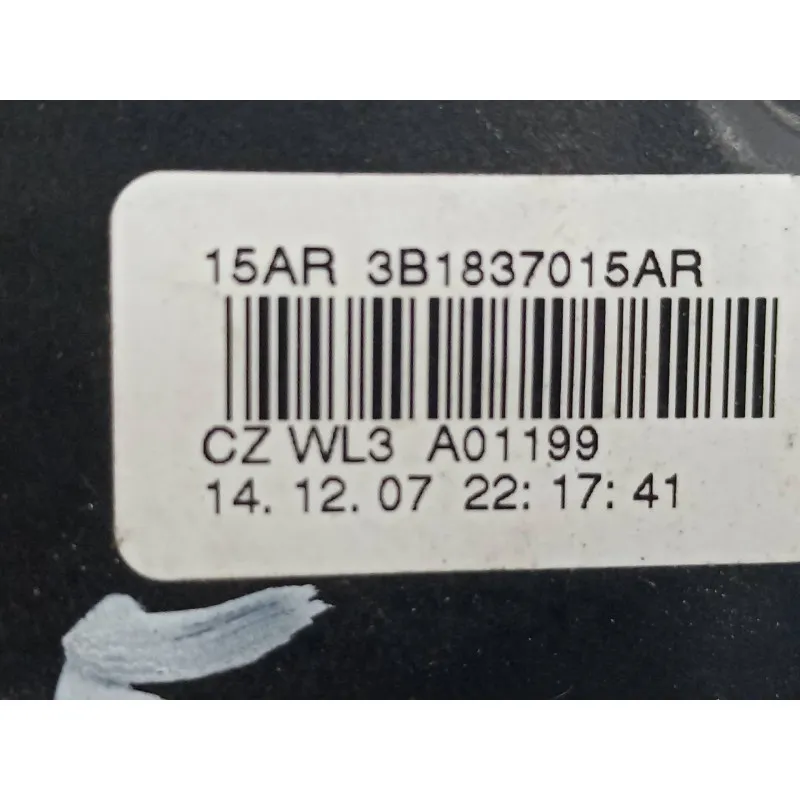 15AR 3B1837015AR
CZ WL3 A01199
14. 12. 07 22: 17: 41